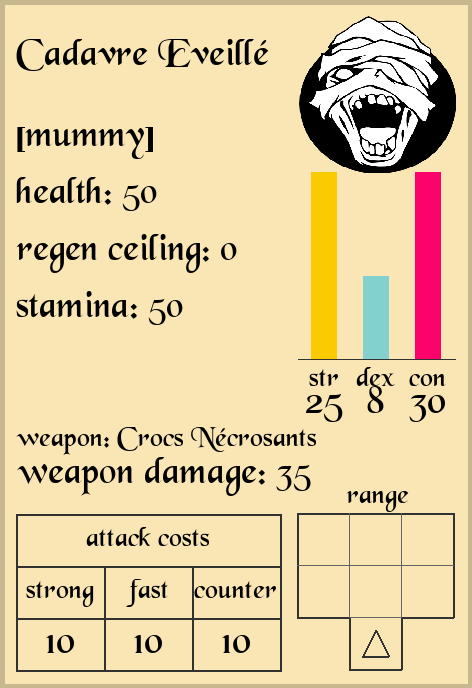 Cadavre Eveillé
[mummy]
health: 50
regen ceiling: 0
stamina: 50
str dex con
25 8 30
weapon: Crocs Nécrosants
weapon damage: 35
range
attack costs
strong fast counter
10 10 10